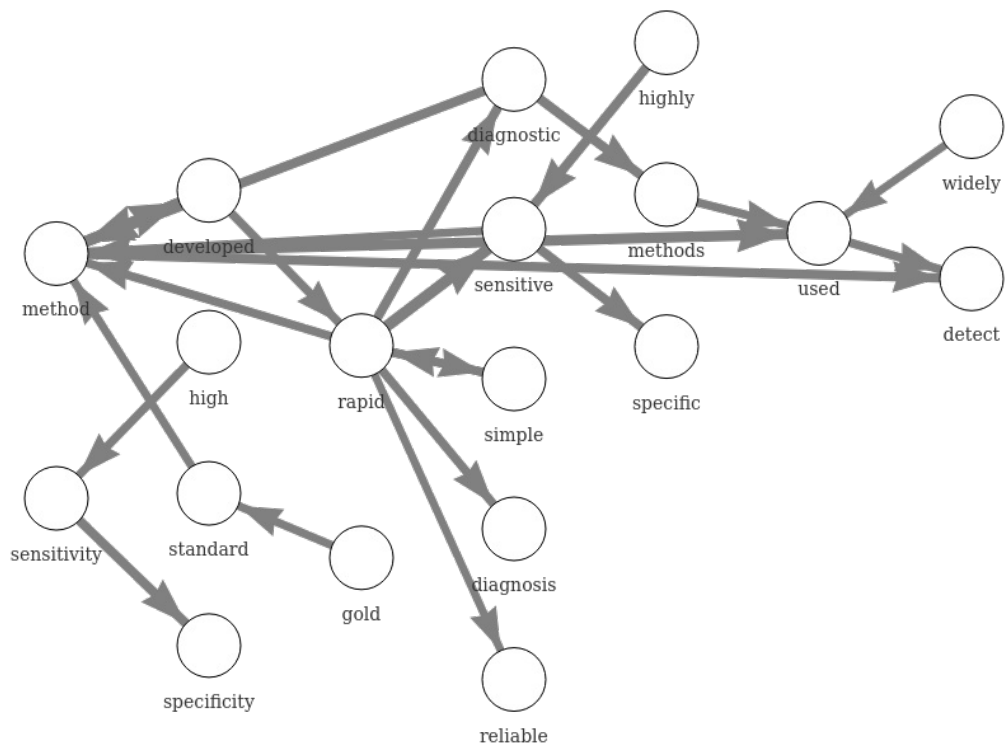 highly
diagnostic
widely
developed
methods
sensitive
used
method
detect
high
rapid
specific
simple
sensitivity
standard
diagnosis
gold
specificity
reliable